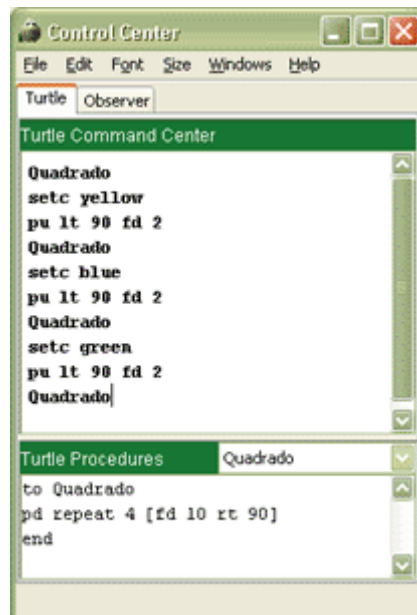 Control Center
File Edit Font Size Windows Help
Turtle Observer
Turtle Command Center
Quadrado
setc yellow
pu lt 90 fd 2
Quadrado
setc blue
pu lt 90 fd 2
Quadrado
setc green
pu lt 90 fd 2
Quadrado
Turtle Procedures Quadrado
to Quadrado
pd repeat 4 [fd 10 rt 90]
end